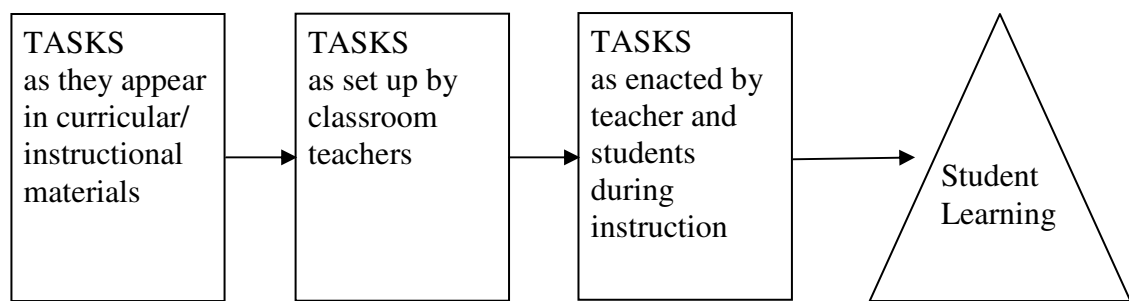 TASKS
as they appear
in curricular/
instructional
materials
TASKS
as set up by
classroom
teachers
TASKS
as enacted by
teacher and
students
during
instruction
Student
Learning